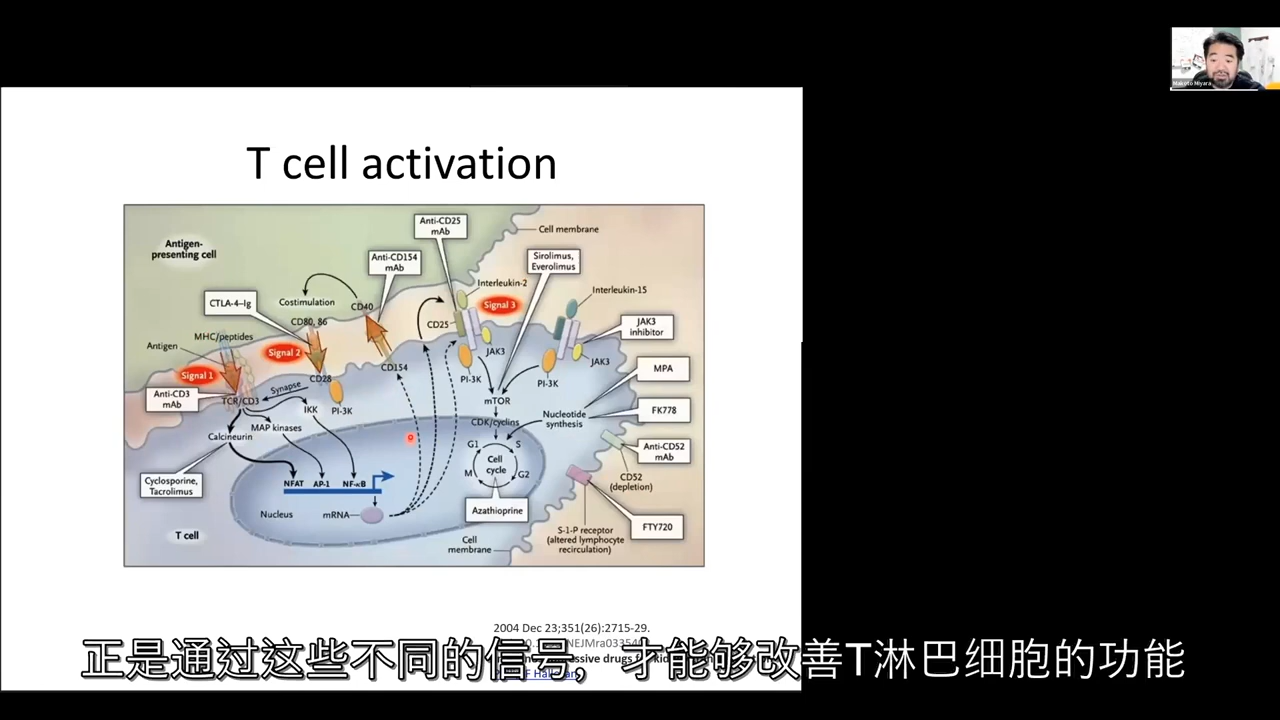 Makoto Miyara
T cell activation
Antigen-
presenting cell
Anti-CD25
mAb
Cell membrane
Anti-CD154
mAb
Sirolimus,
Everolimus
Interleukin-2
Interleukin-15
CTLA-4–Ig
Costimulation
CD40
Signal 3
CD80, 86
CD25
JAK3
inhibitor
MHC/peptides
Antigen
Signal 2
JAK3
JAK3
Signal 1
CD28
CD154
PI-3K
PI-3K
MPA
Anti-CD3
mAb
Synapse
TCR/CD3
IKK
PI-3K
mTOR
Nucleotide
synthesis
FK778
MAP kinases
Calcineurin
CDK/cyclins
G1
S
Cell
cycle
M
G2
Anti-CD52
mAb
CD52
(depletion)
Cyclosporine,
Tacrolimus
NFAT
AP-1
NF-κB
Nucleus
mRNA
Azathioprine
FTY720
S-1-P receptor
(altered lymphocyte
recirculation)
T cell
Cell
membrane
2004 Dec 23;351(26):2715-29.
正是通过这些不同的信号，才能够改善T淋巴细胞的功能